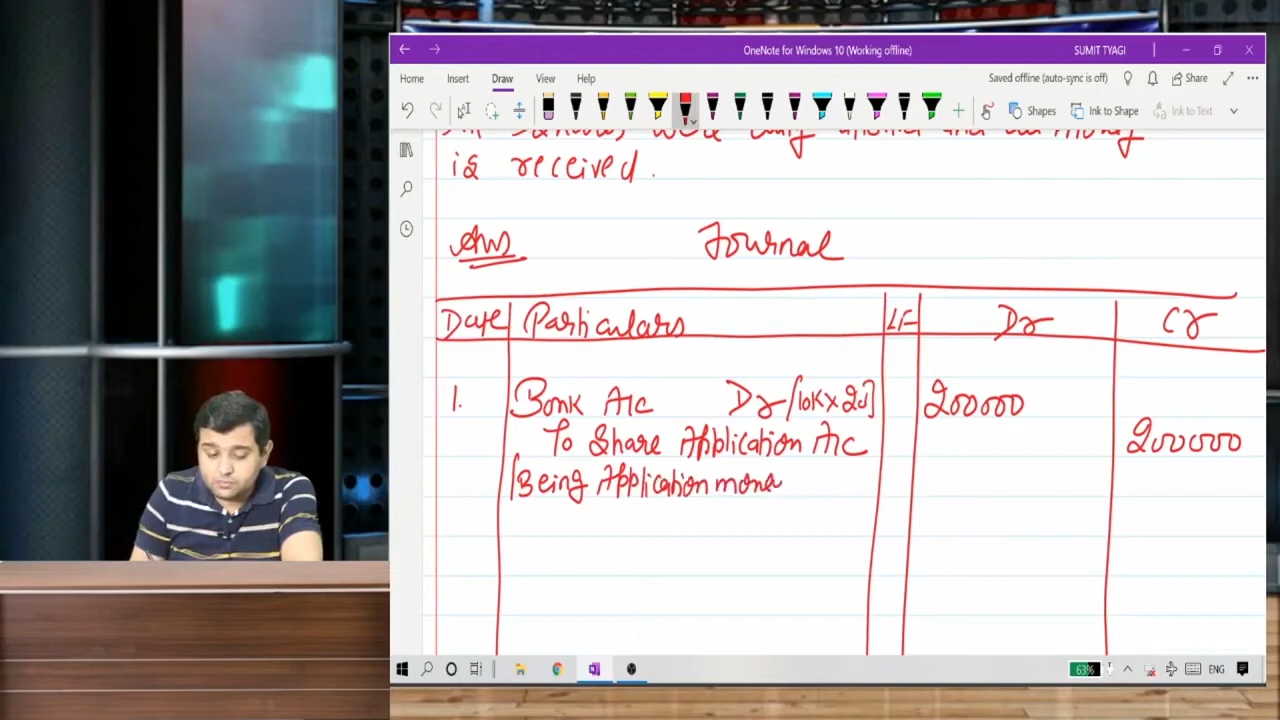 OneNote for Windows 10 (Working offline)
SUMIT TYAGI
Home Insert Draw View Help
Saved offline (auto-sync is off)
Share
Shapes
Ink to Shape
Ink to Text
is received.
Ans
Journal
Date Particulars LF Dr Cr
1. Bank A/c Dr [10K×20] 200000
To Share Application A/c 200000
(Being Application mone
63%
ENG